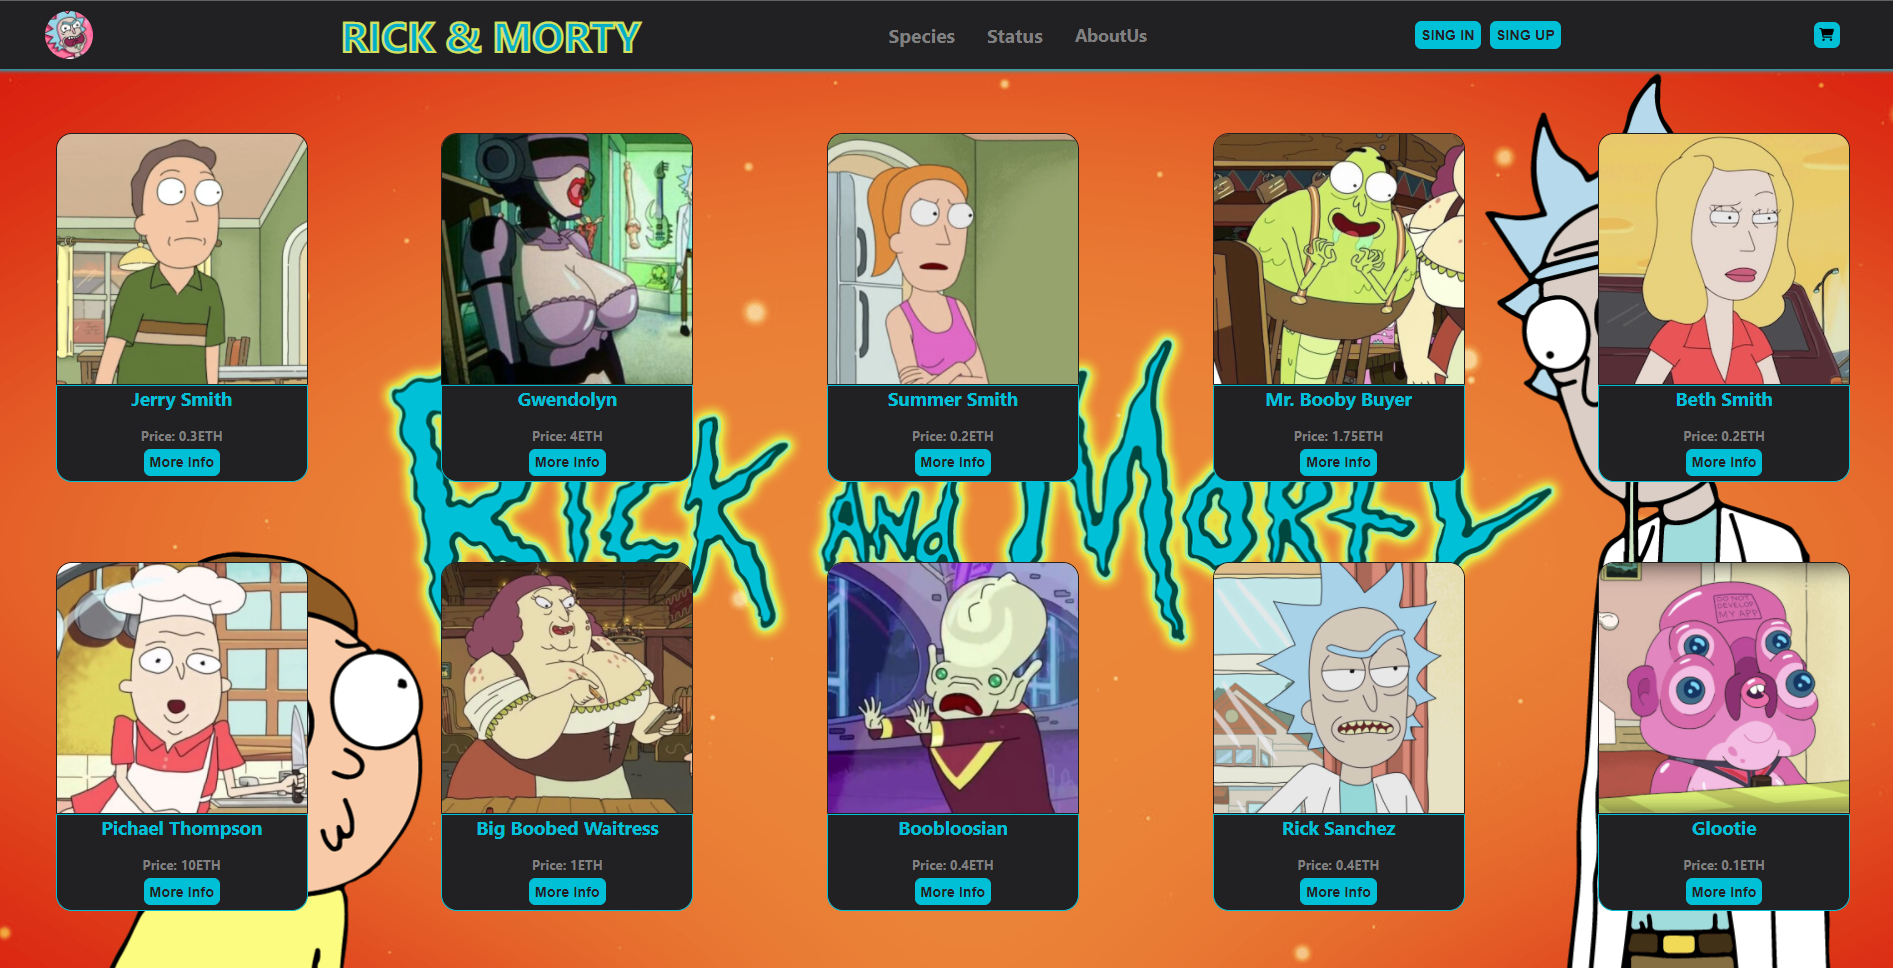 RICK & MORTY
Species
Status
AboutUs
SING IN
SING UP
RICK AND MORTY
Jerry Smith
Price: 0.3ETH
More Info
Gwendolyn
Price: 4ETH
More Info
Summer Smith
Price: 0.2ETH
More Info
Mr. Booby Buyer
Price: 1.75ETH
More Info
Beth Smith
Price: 0.2ETH
More Info
DO NOT
DEVELOP
MY APP
Pichael Thompson
Price: 10ETH
More Info
Big Boobed Waitress
Price: 1ETH
More Info
Boobloosian
Price: 0.4ETH
More Info
Rick Sanchez
Price: 0.4ETH
More Info
Glootie
Price: 0.1ETH
More Info